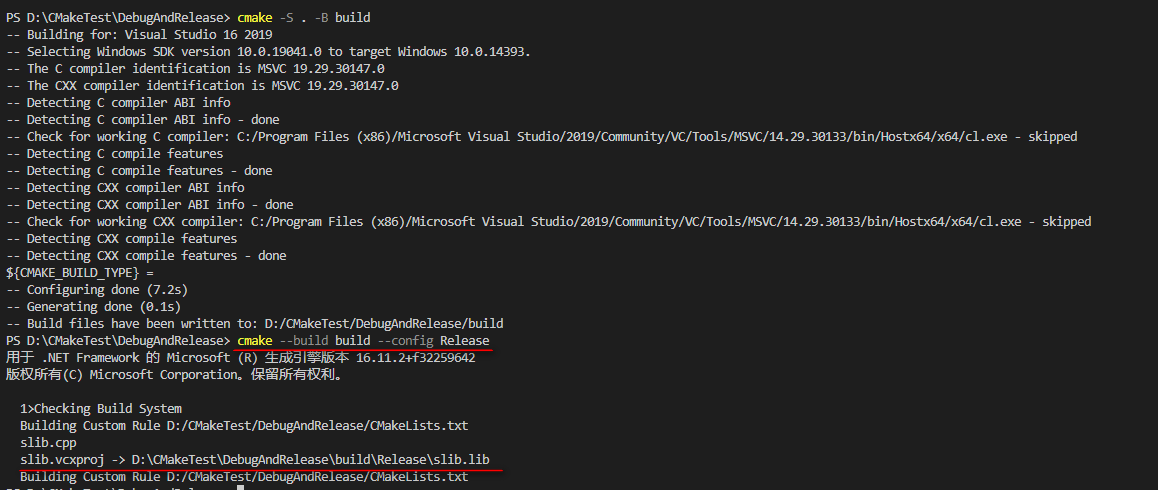 PS D:\CMakeTest\DebugAndRelease> cmake -S . -B build
-- Building for: Visual Studio 16 2019
-- Selecting Windows SDK version 10.0.19041.0 to target Windows 10.0.14393.
-- The C compiler identification is MSVC 19.29.30147.0
-- The CXX compiler identification is MSVC 19.29.30147.0
-- Detecting C compiler ABI info
-- Detecting C compiler ABI info - done
-- Check for working C compiler: C:/Program Files (x86)/Microsoft Visual Studio/2019/Community/VC/Tools/MSVC/14.29.30133/bin/Hostx64/x64/cl.exe - skipped
-- Detecting C compile features
-- Detecting C compile features - done
-- Detecting CXX compiler ABI info
-- Detecting CXX compiler ABI info - done
-- Check for working CXX compiler: C:/Program Files (x86)/Microsoft Visual Studio/2019/Community/VC/Tools/MSVC/14.29.30133/bin/Hostx64/x64/cl.exe - skipped
-- Detecting CXX compile features
-- Detecting CXX compile features - done
${CMAKE_BUILD_TYPE} =
-- Configuring done (7.2s)
-- Generating done (0.1s)
-- Build files have been written to: D:/CMakeTest/DebugAndRelease/build
PS D:\CMakeTest\DebugAndRelease> cmake --build build --config Release
用于 .NET Framework 的 Microsoft (R) 生成引擎版本 16.11.2+f32259642
版权所有(C) Microsoft Corporation。保留所有权利。
1>Checking Build System
Building Custom Rule D:/CMakeTest/DebugAndRelease/CMakeLists.txt
slib.cpp
slib.vcxproj -> D:\CMakeTest\DebugAndRelease\build\Release\slib.lib
Building Custom Rule D:/CMakeTest/DebugAndRelease/CMakeLists.txt